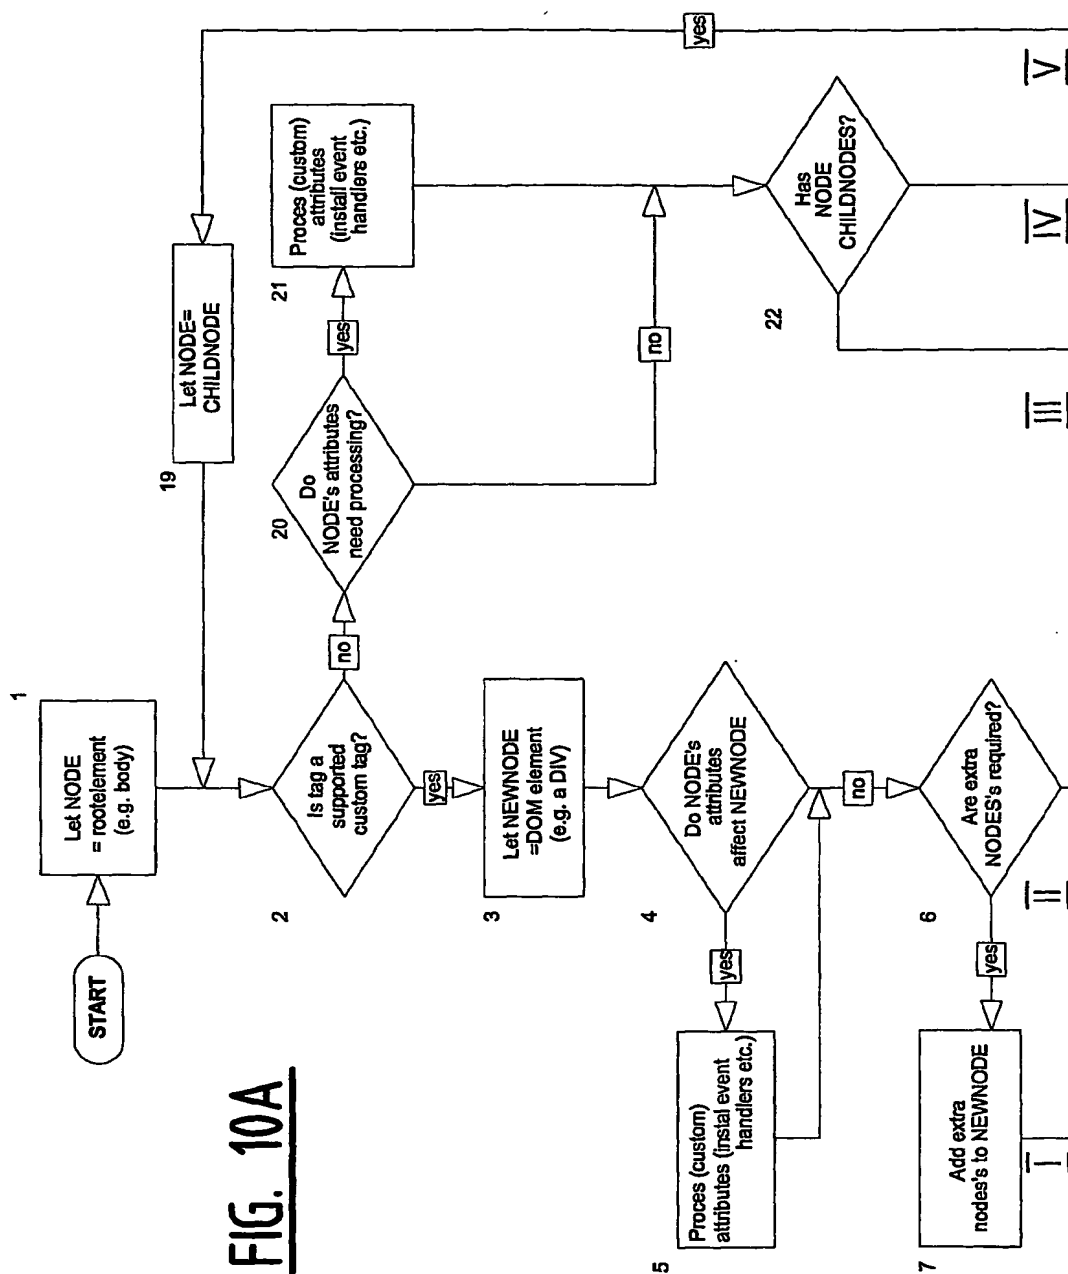 FIG. 10A
START
1
Let NODE
= rootelement
(e.g. body)
19
Let NODE=
CHILDNODE
yes
2
Is tag a
supported
custom tag?
no
yes
20
Do
NODE's attributes
need processing?
yes
no
21
Proces (custom)
attributes
(install event
handlers etc.)
3
Let NEWNODE
=DOM element
(e.g. a DIV)
4
Do NODE's
attributes
affect NEWNODE
yes
no
5
Proces (custom)
attributes (instal event
handlers etc.)
22
Has
NODE
CHILDNODES?
6
Are extra
NODES's required?
yes
7
Add extra
nodes's to NEWNODE
I
II
III
IV
V